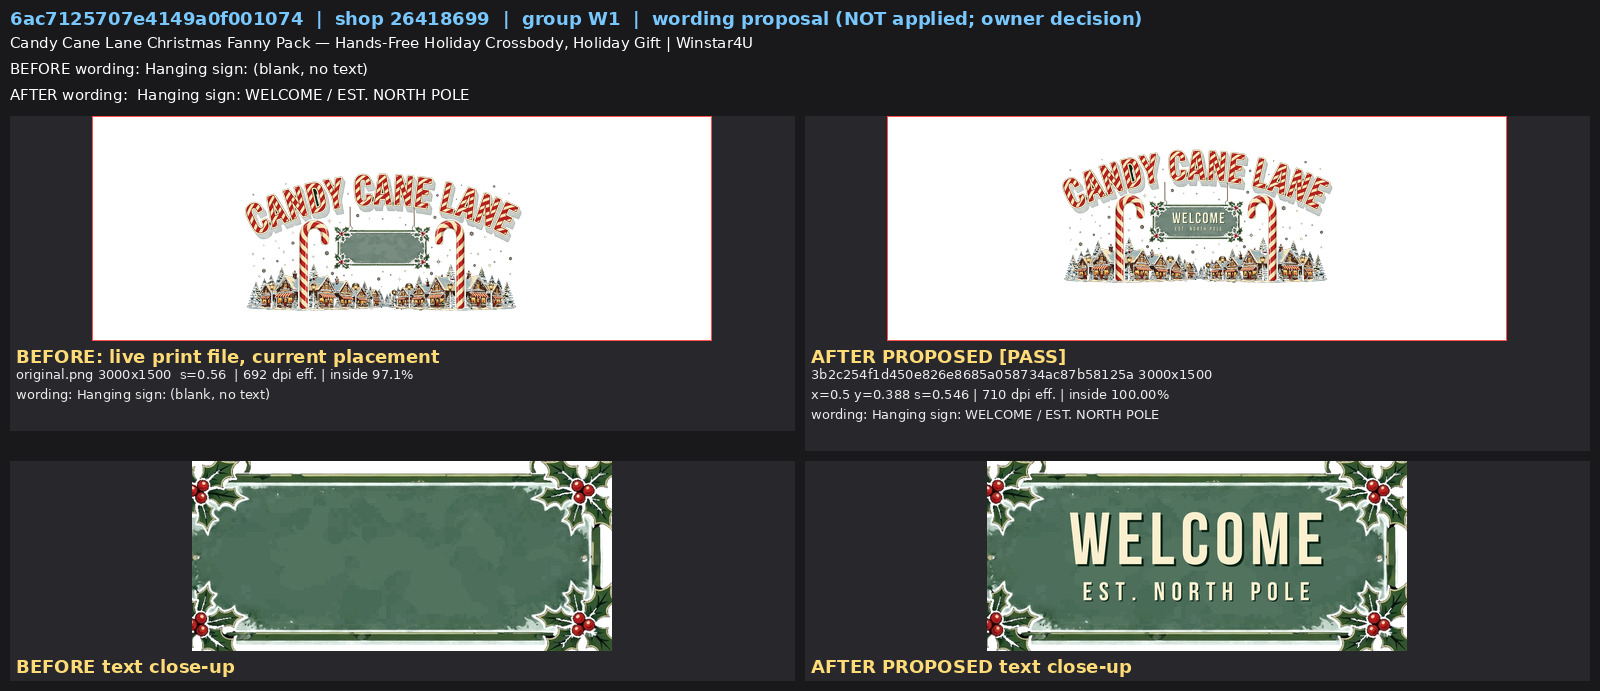 6ac7125707e4149a0f001074 | shop 26418699 | group W1 | wording proposal (NOT applied; owner decision)
Candy Cane Lane Christmas Fanny Pack — Hands-Free Holiday Crossbody, Holiday Gift | Winstar4U
BEFORE wording: Hanging sign: (blank, no text)
AFTER wording: Hanging sign: WELCOME / EST. NORTH POLE
CANDY CANE LANE
CANDY CANE LANE
WELCOME
EST. NORTH POLE
BEFORE: live print file, current placement
original.png 3000x1500 s=0.56 | 692 dpi eff. | inside 97.1%
wording: Hanging sign: (blank, no text)
AFTER PROPOSED [PASS]
3b2c254f1d450e826e8685a058734ac87b58125a 3000x1500
x=0.5 y=0.388 s=0.546 | 710 dpi eff. | inside 100.00%
wording: Hanging sign: WELCOME / EST. NORTH POLE
WELCOME
EST. NORTH POLE
BEFORE text close-up
AFTER PROPOSED text close-up